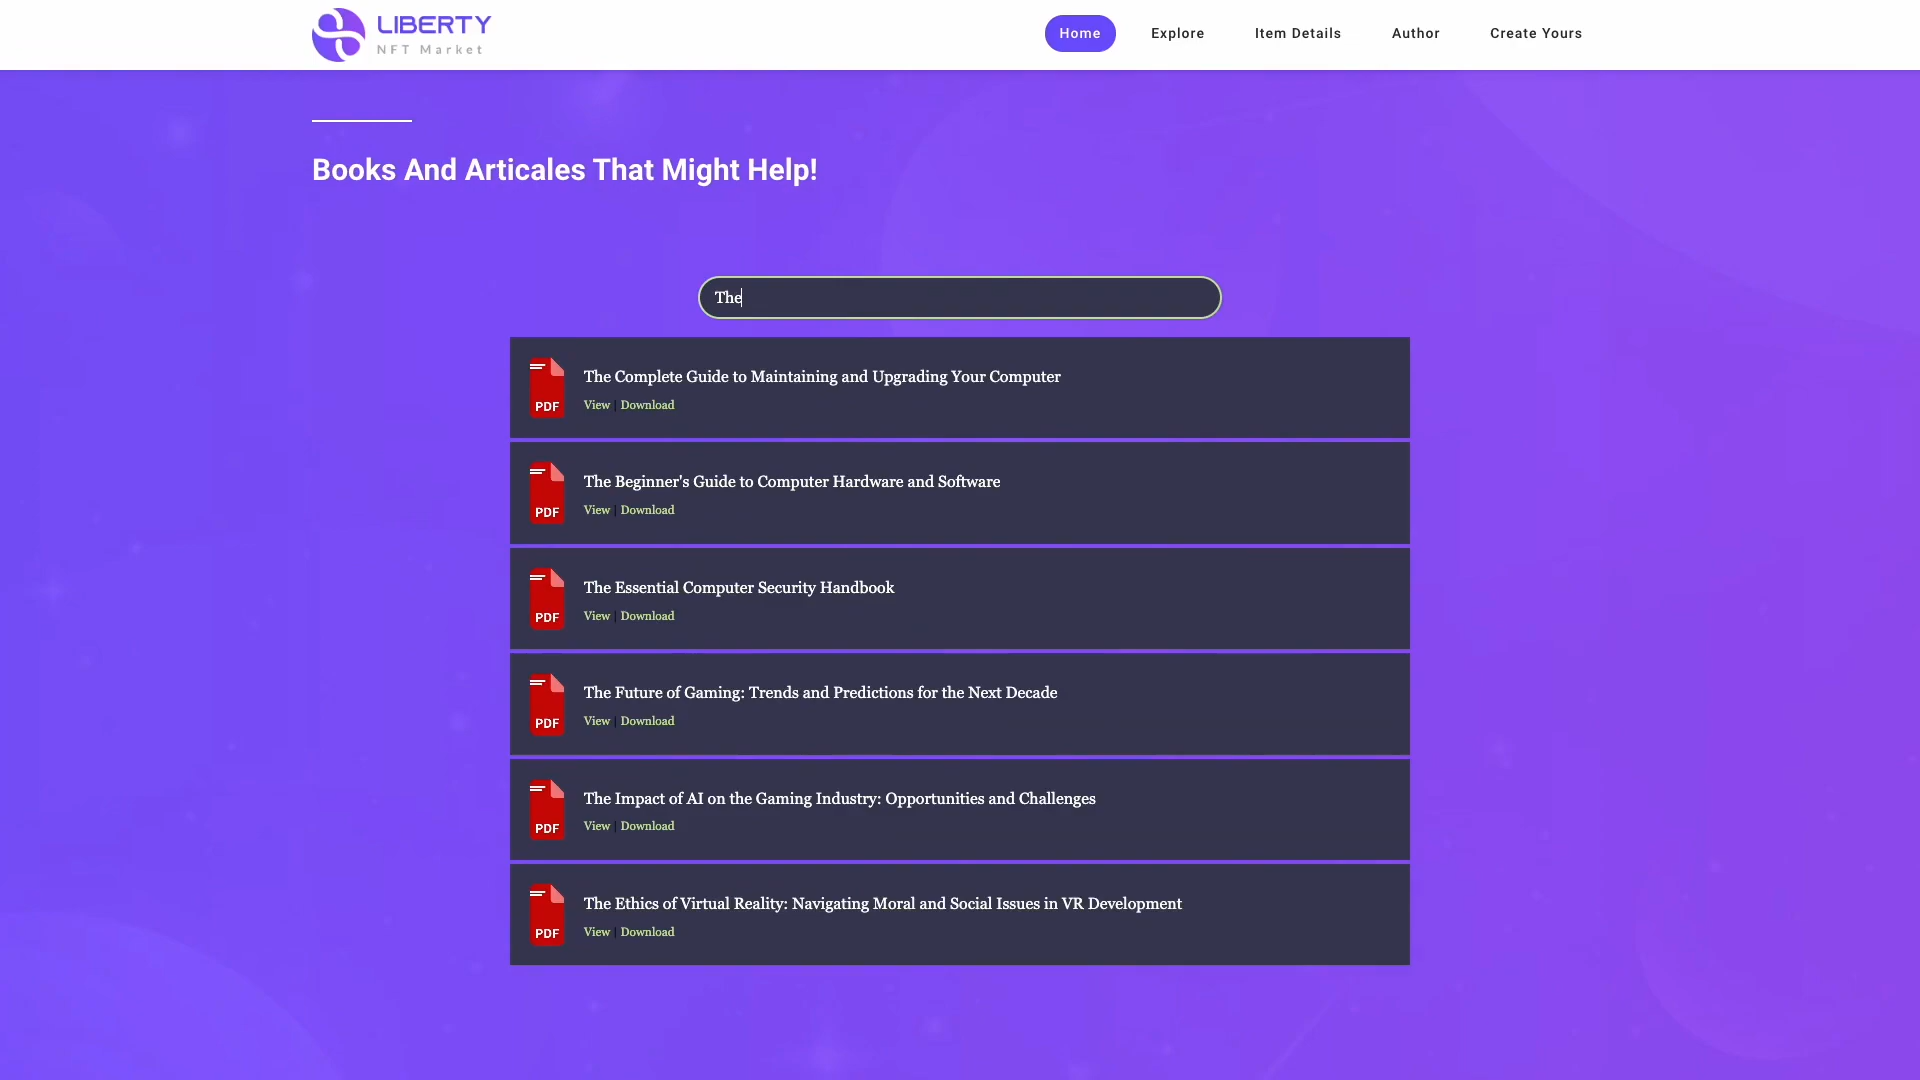 LIBERTY
NFT Market
Home Explore Item Details Author Create Yours
Books And Articales That Might Help!
The
PDF
The Complete Guide to Maintaining and Upgrading Your Computer
View | Download
PDF
The Beginner's Guide to Computer Hardware and Software
View | Download
PDF
The Essential Computer Security Handbook
View | Download
PDF
The Future of Gaming: Trends and Predictions for the Next Decade
View | Download
PDF
The Impact of AI on the Gaming Industry: Opportunities and Challenges
View | Download
PDF
The Ethics of Virtual Reality: Navigating Moral and Social Issues in VR Development
View | Download